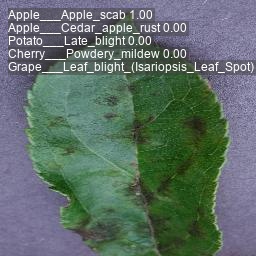 Apple___Apple_scab 1.00
Apple___Cedar_apple_rust 0.00
Potato___Late_blight 0.00
Cherry___Powdery_mildew 0.00
Grape___Leaf_blight_(Isariopsis_Leaf_Spot)